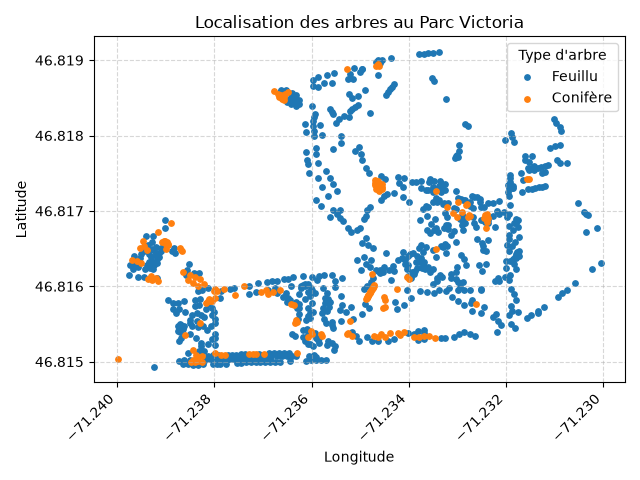 Localisation des arbres au Parc Victoria
Type d'arbre
Feuillu
Conifère
46.819
46.818
46.817
46.816
46.815
Latitude
−71.240
−71.238
−71.236
−71.234
−71.232
−71.230
Longitude